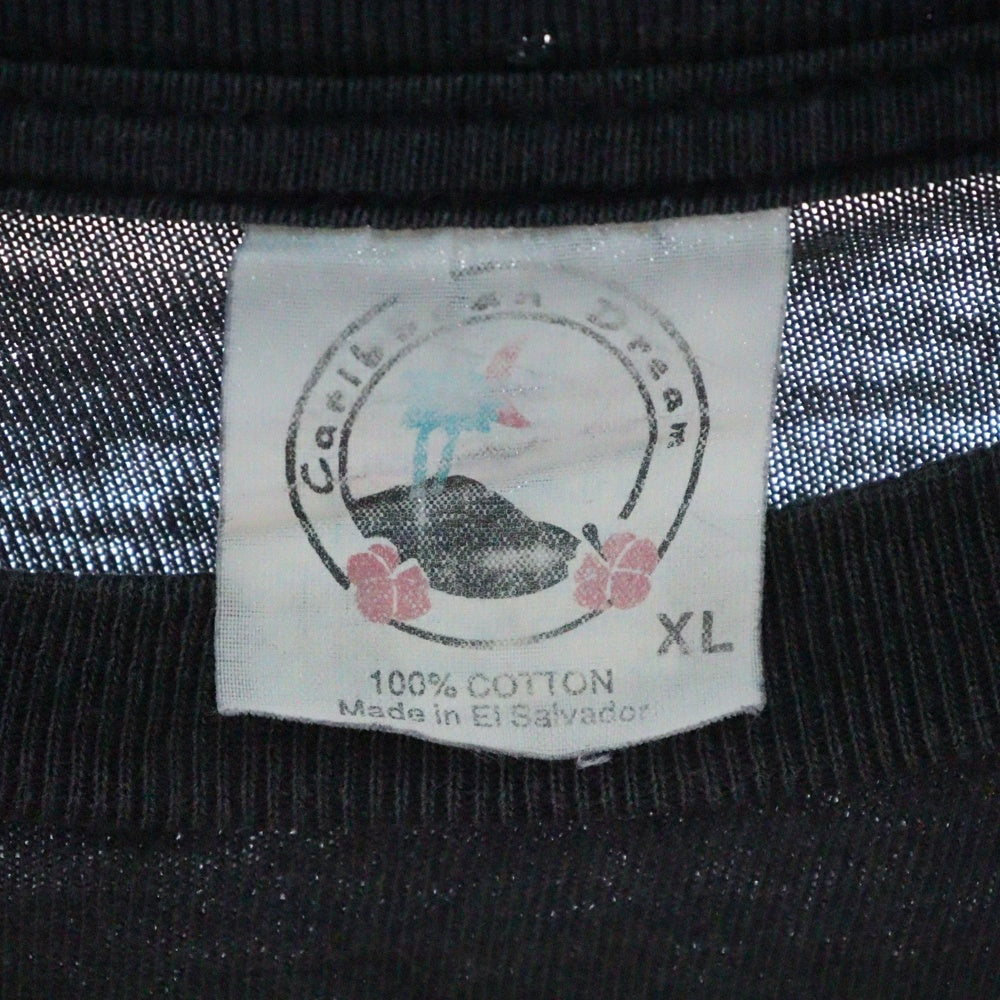 Caribbean Dream
XL
100% COTTON
Made in El Salvador